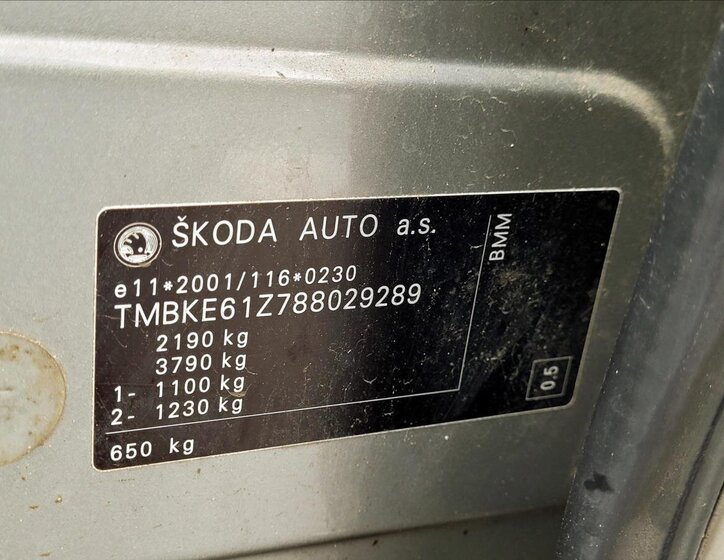 ŠKODA AUTO a.s.
e11*2001/116*0230
TMBKE61Z788029289
2190 kg
3790 kg
1- 1100 kg
2- 1230 kg
650 kg
BMM
0.5